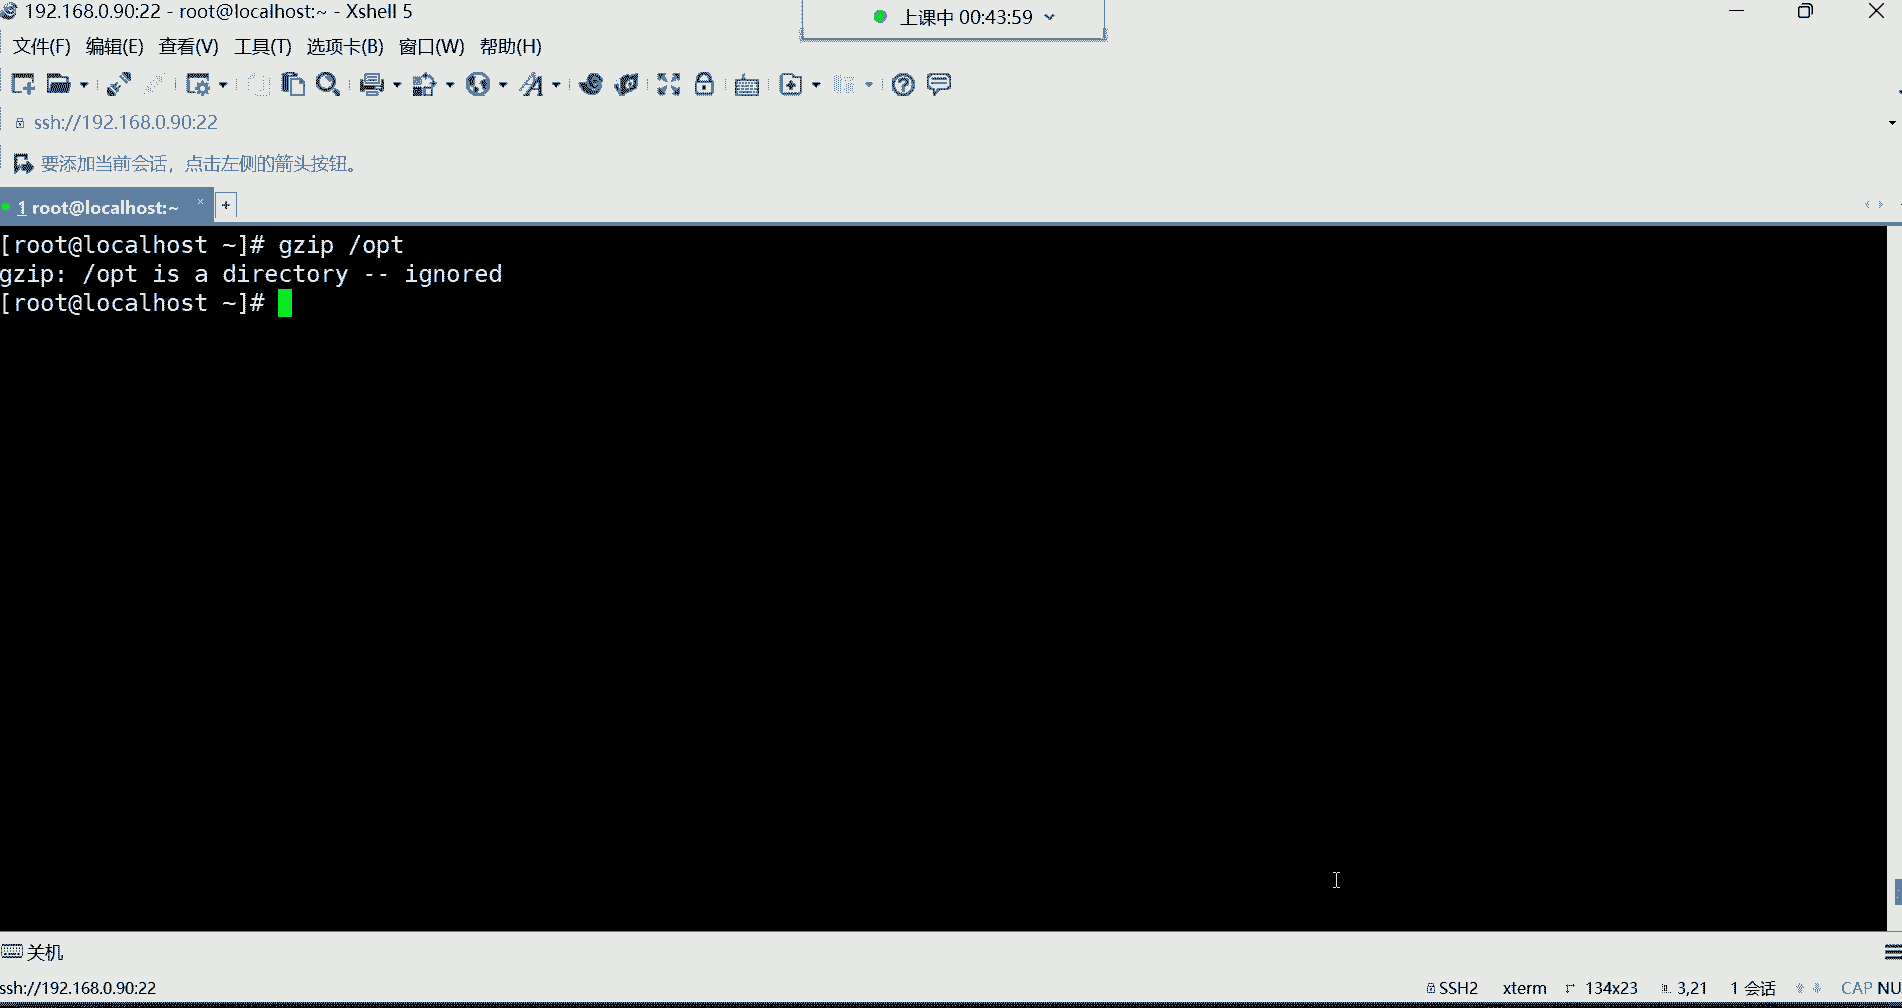 192.168.0.90:22 - root@localhost:~ - Xshell 5
上课中 00:43:59
文件(F) 编辑(E) 查看(V) 工具(T) 选项卡(B) 窗口(W) 帮助(H)
ssh://192.168.0.90:22
要添加当前会话，点击左侧的箭头按钮。
1 root@localhost:~
[root@localhost ~]# gzip /opt
gzip: /opt is a directory -- ignored
[root@localhost ~]#
关机
ssh://192.168.0.90:22 SSH2 xterm 134x23 3,21 1 会话 CAP NU